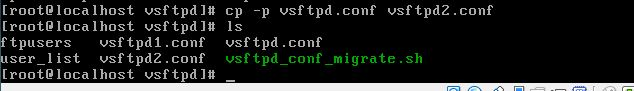 [root@localhost vsftpd]# cp -p vsftpd.conf vsftpd2.conf
[root@localhost vsftpd]# ls
ftpusers   vsftpd1.conf  vsftpd.conf
user_list  vsftpd2.conf  vsftpd_conf_migrate.sh
[root@localhost vsftpd]# _